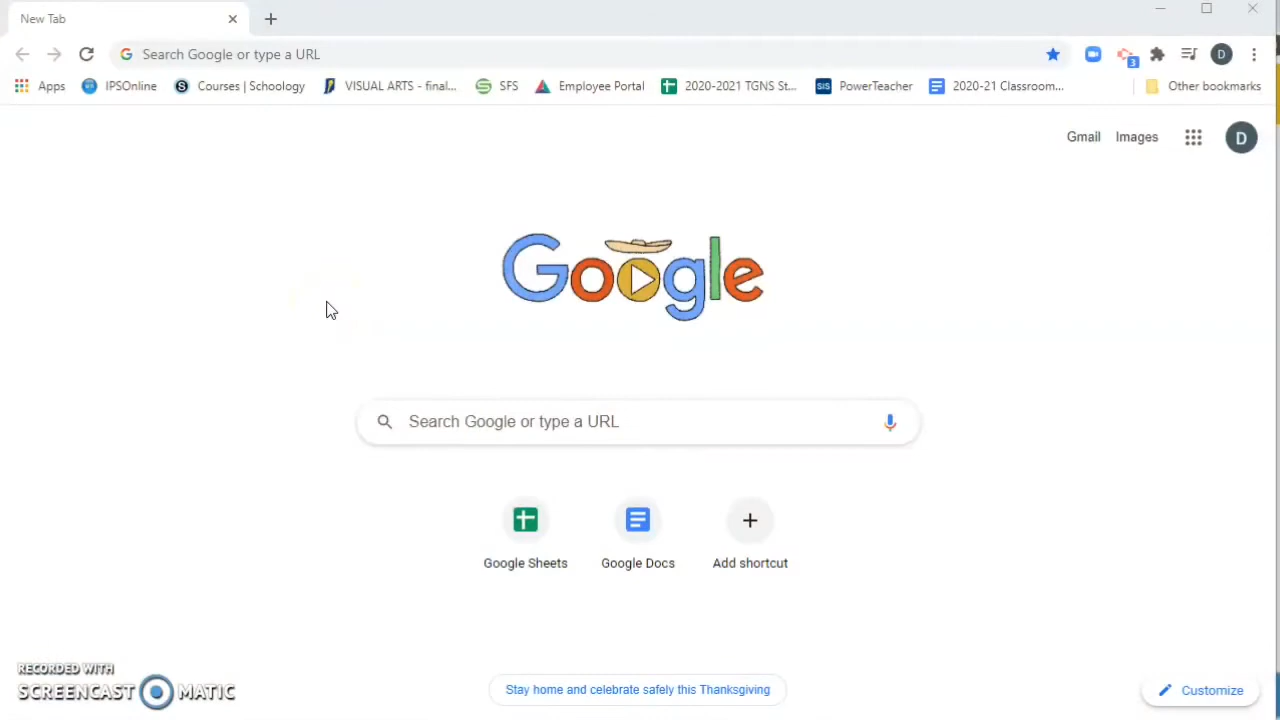 New Tab
Search Google or type a URL
3
D
Apps
IPSOnline
Courses | Schoology
VISUAL ARTS - final...
SFS
Employee Portal
2020-2021 TGNS St...
SIS
PowerTeacher
2020-21 Classroom...
Other bookmarks
Gmail
Images
D
Google
Search Google or type a URL
Google Sheets
Google Docs
Add shortcut
RECORDED WITH
SCREENCAST MATIC
Stay home and celebrate safely this Thanksgiving
Customize